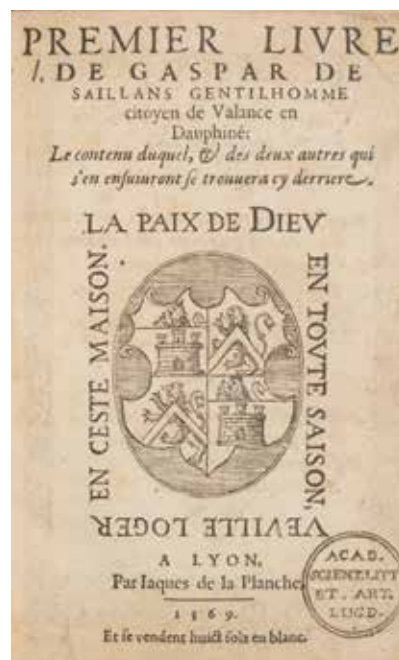 PREMIER LIVRE
DE GASPAR DE
SAILLANS GENTILHOMME
citoyen de Valance en
Dauphiné:
Le contenu duquel, & des deux autres qui
s'en ensuiuront se trouuera cy derriere.
LA PAIX DE DIEV
EN TOVTE SAISON,
VEVILLE LOGER
EN CESTE MAISON.
A LYON,
Par Iaques de la Planche,
1569.
Et se vendent huict solz en blanc.
ACAD.
SCIENT. LITT
ET. ART.
LUGD.